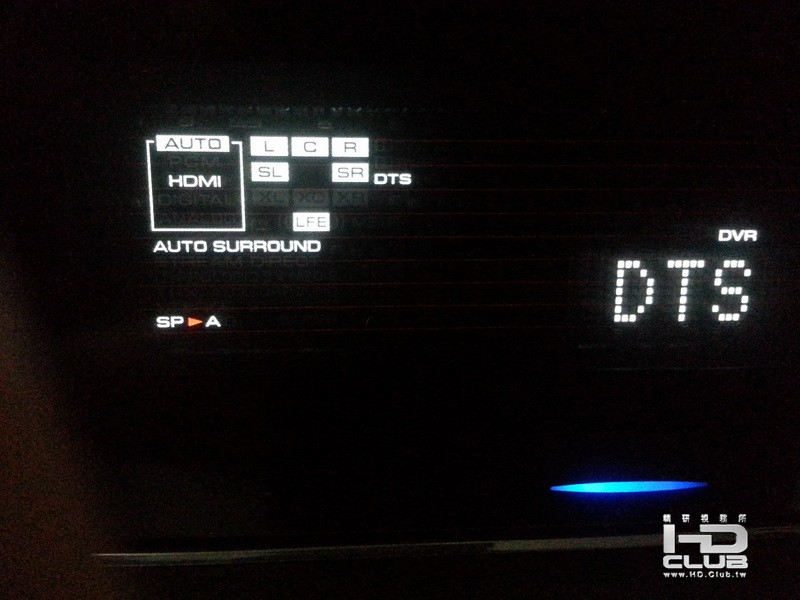 AUTO
L C R
HDMI
SL SR DTS
LFE
AUTO SURROUND
DVR
DTS
SP A
精研視務所
HD
CLUB
www.HD.Club.tw